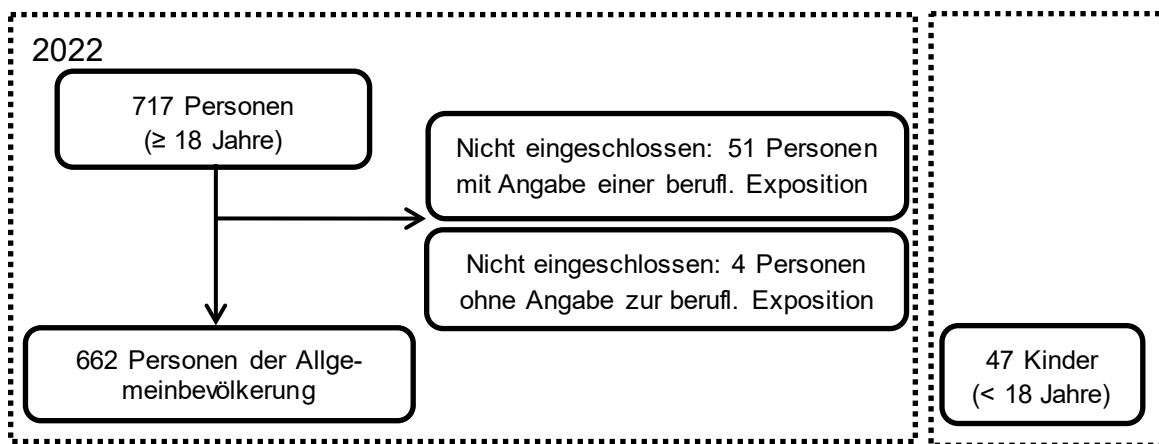 2022
717 Personen
(≥ 18 Jahre)
Nicht eingeschlossen: 51 Personen
mit Angabe einer berufl. Exposition
Nicht eingeschlossen: 4 Personen
ohne Angabe zur berufl. Exposition
662 Personen der Allge-
meinbevölkerung
47 Kinder
(< 18 Jahre)